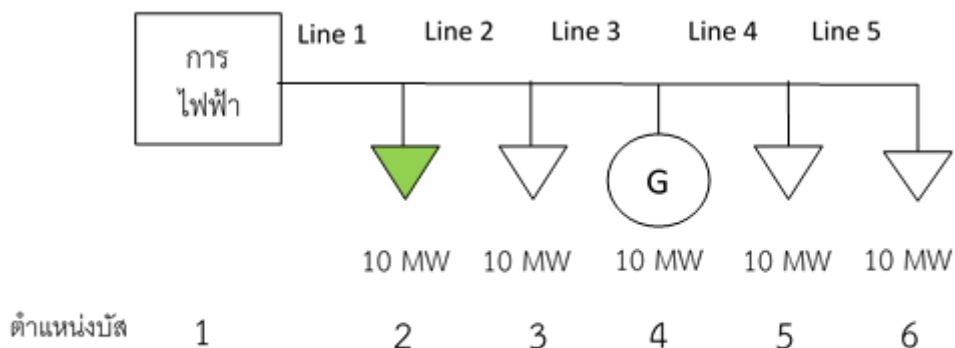 Line 1 Line 2 Line 3 Line 4 Line 5
การ
ไฟฟ้า
G
10 MW 10 MW 10 MW 10 MW 10 MW
ตำแหน่งบัส 1 2 3 4 5 6